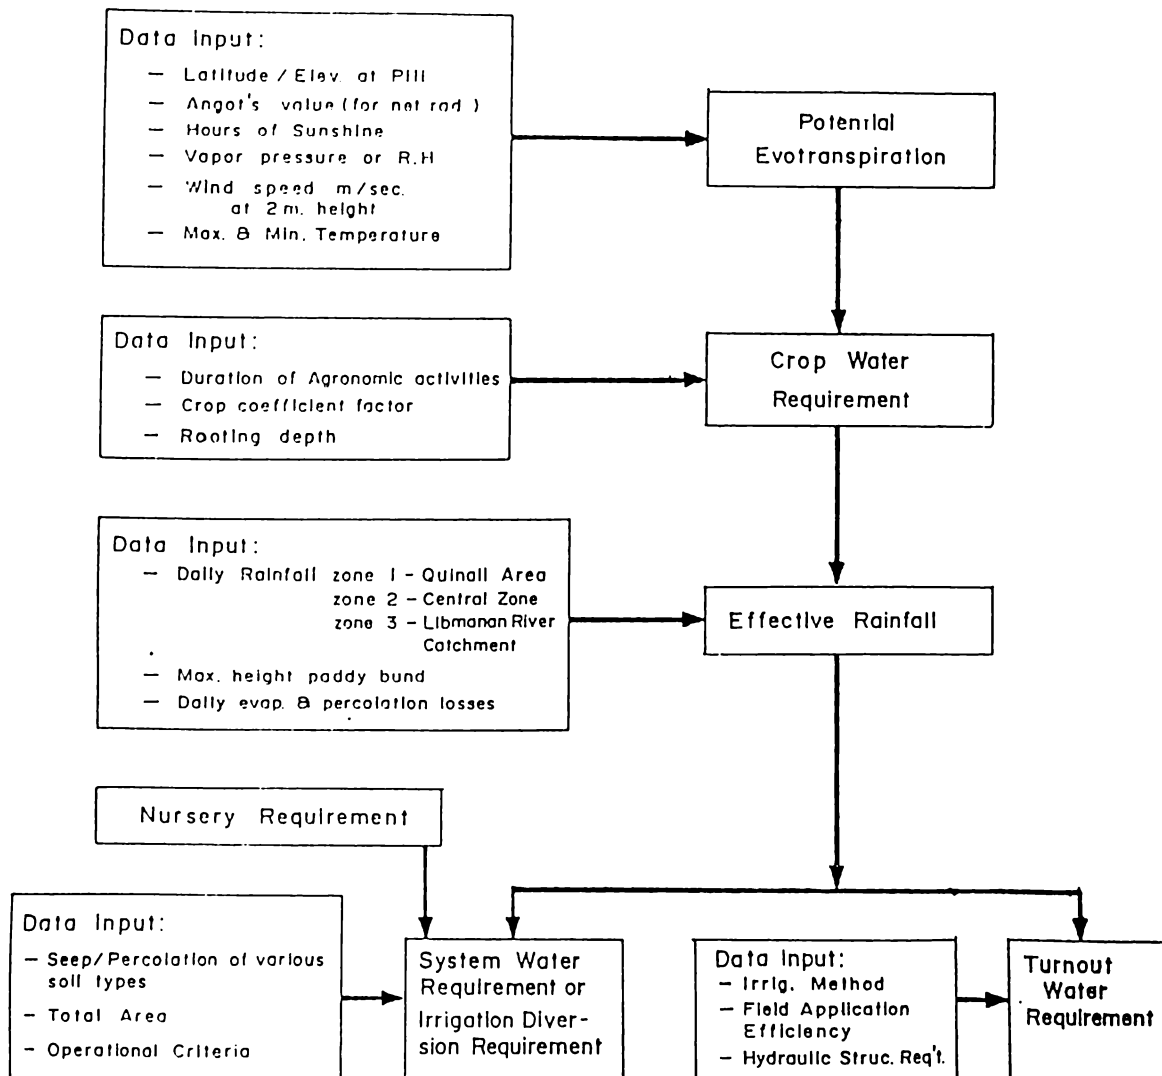 Data Input:
— Latitude / Elev. at Pili
— Angot's value (for net rad.)
— Hours of Sunshine
— Vapor pressure or R.H
— Wind speed m/sec.
at 2m. height
— Max. & Min. Temperature
Potential
Evotranspiration
Data Input:
— Duration of Agronomic activities
— Crop coefficient factor
— Rooting depth
Crop Water
Requirement
Data Input:
— Daily Rainfall zone 1 – Quinali Area
zone 2 – Central Zone
zone 3 – Libmanan River
Catchment
— Max. height paddy bund
— Daily evap. & percolation losses
Effective Rainfall
Nursery Requirement
Data Input:
– Seep/Percolation of various
soil types
– Total Area
– Operational Criteria
System Water
Requirement or
Irrigation Diver-
sion Requirement
Data Input:
– Irrig. Method
– Field Application
Efficiency
– Hydraulic Struc. Req't.
Turnout
Water
Requirement